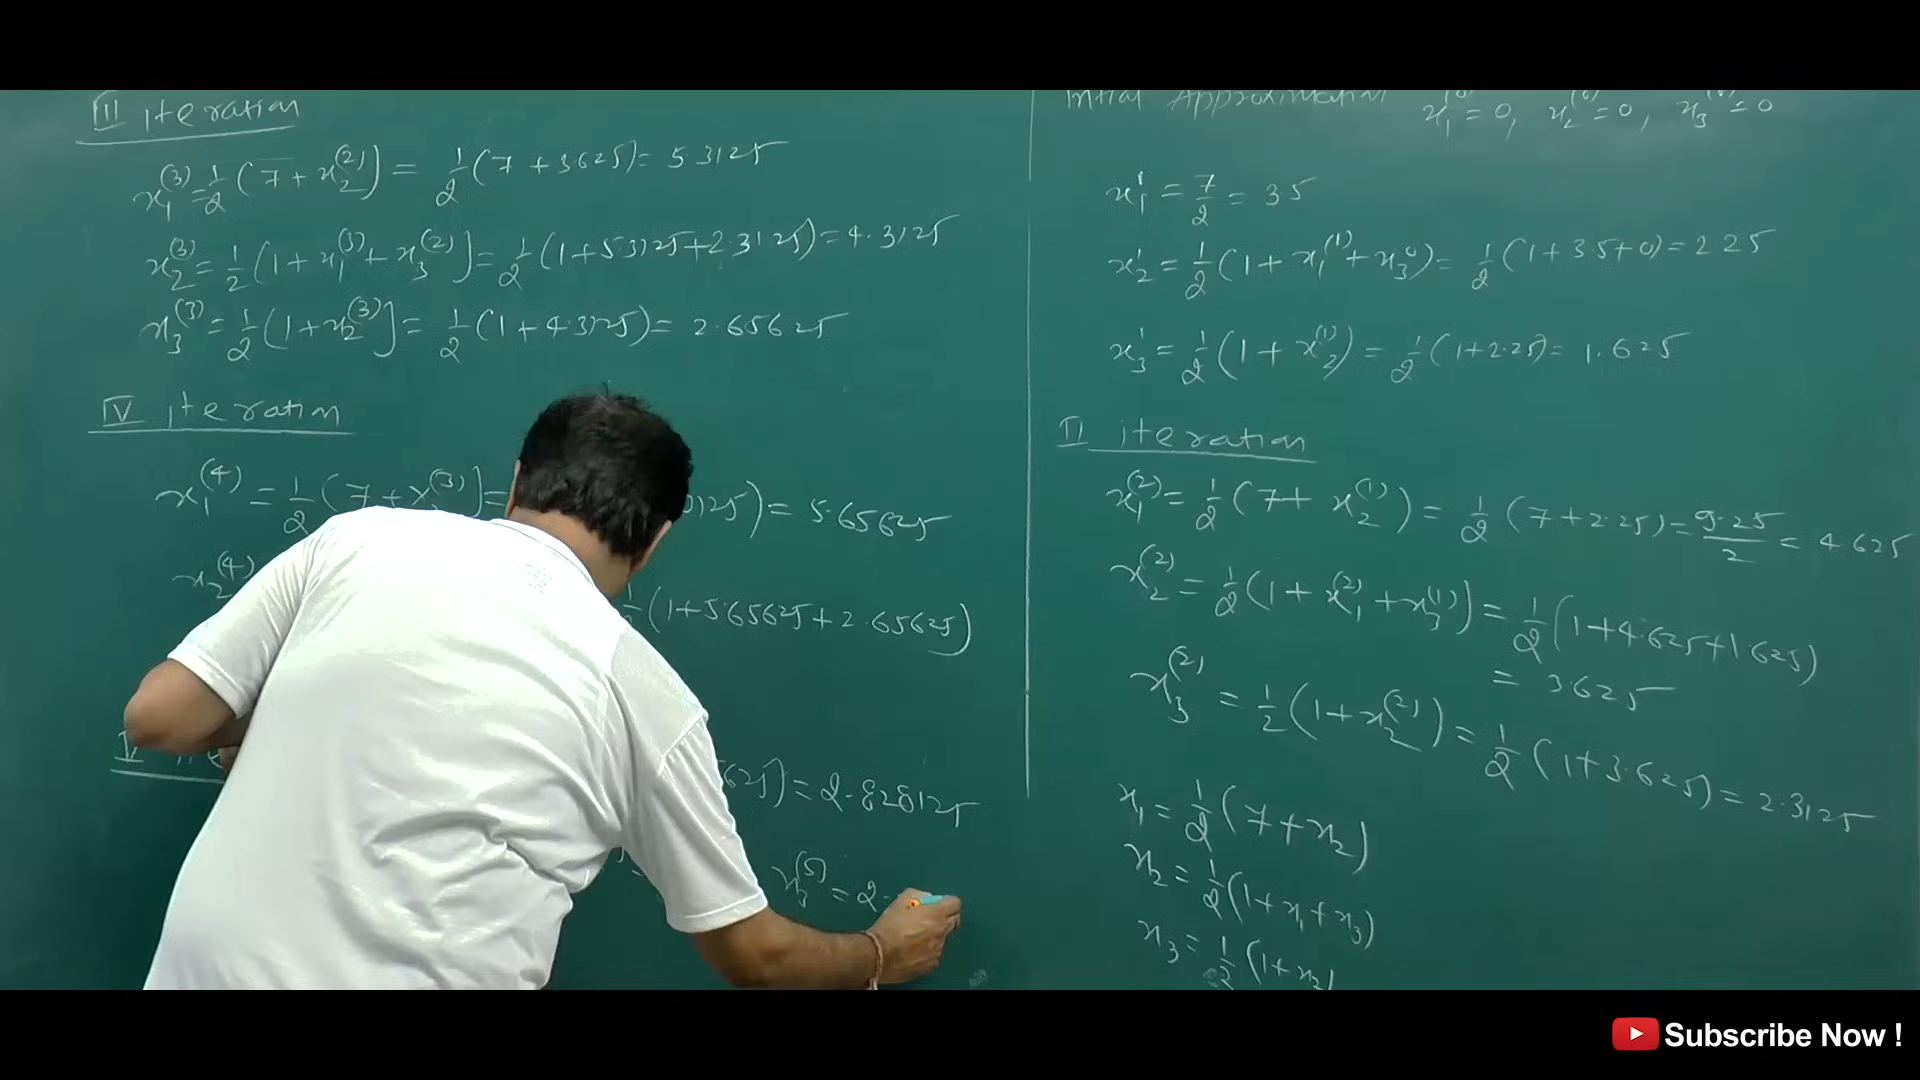 III iteration
x₁⁽³⁾ = 1/2 (7 + x₂⁽²⁾] = 1/2 (7 + 3.625) = 5.3125
x₂⁽³⁾ = 1/2 (1 + x₁⁽³⁾ + x₃⁽²⁾] = 1/2 (1 + 5.3125 + 2.3125) = 4.3125
x₃⁽³⁾ = 1/2 (1 + x₂⁽³⁾] = 1/2 (1 + 4.3125) = 2.65625
IV iteration
x₁⁽⁴⁾ = 1/2 (7 + x⁽³⁾] = 3125) = 5.65625
x₂⁽⁴⁾ 1/2 (1 + 5.65625 + 2.65625)
V
625) = 2.828125
x₃⁽⁵⁾ = 2.
Initial Approximation x₁⁽⁰⁾ = 0, x₂⁽⁰⁾ = 0, x₃⁽⁰⁾ = 0
x₁¹ = 7/2 = 3.5
x₂¹ = 1/2 (1 + x₁⁽¹⁾ + x₃⁰) = 1/2 (1 + 3.5 + 0) = 2.25
x₃¹ = 1/2 (1 + x₂⁽¹⁾) = 1/2 (1 + 2.25) = 1.625
II iteration
x₁⁽²⁾ = 1/2 (7 + x₂⁽¹⁾) = 1/2 (7 + 2.25) = 9.25/2 = 4.625
x₂⁽²⁾ = 1/2 (1 + x₁⁽²⁾ + x₃⁽¹⁾) = 1/2 (1 + 4.625 + 1.625)
= 3.625
x₃⁽²⁾ = 1/2 (1 + x₂⁽²⁾) = 1/2 (1 + 3.625) = 2.3125
x₁ = 1/2 (7 + x₂)
x₂ = 1/2 (1 + x₁ + x₃)
x₃ = 1/2 (1 + x₂)
Subscribe Now !